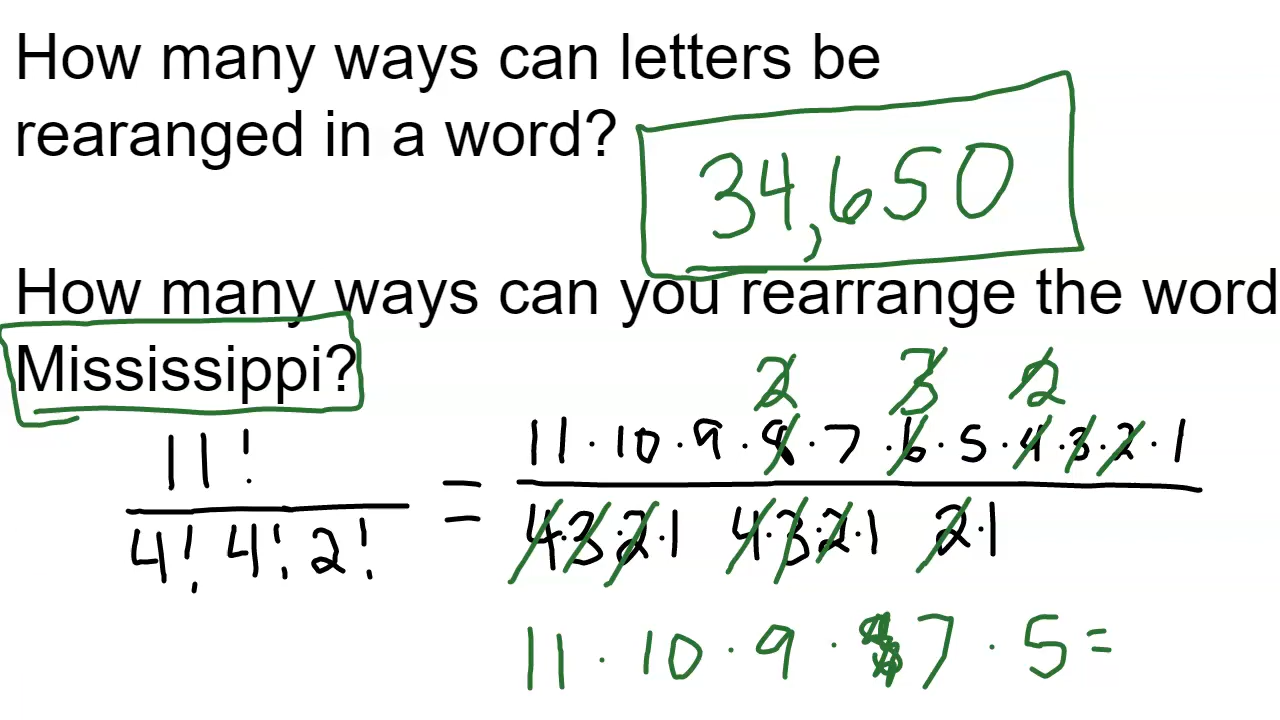 How many ways can letters be
rearanged in a word?
34,650
How many ways can you rearrange the word
Mississippi?
2 3 2
11! = 11 · 10 · 9 · 8 · 7 · 6 · 5 · 4 · 3 · 2 · 1
4! 4! 2! 4 · 3 · 2 · 1 4 · 3 · 2 · 1 2 · 1
11 · 10 · 9 · 7 · 5 =